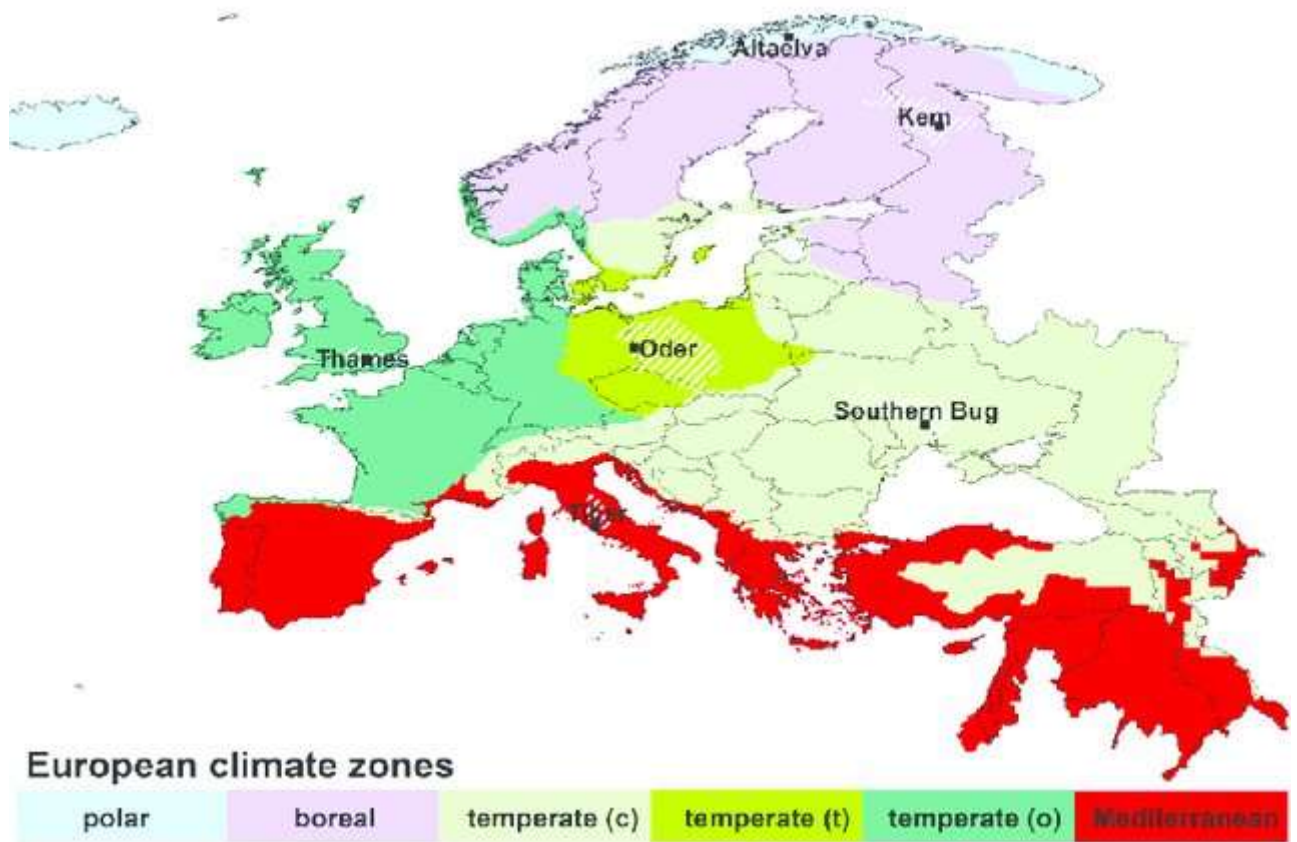 Altaelva
Kem
Thames
Oder
Southern Bug
European climate zones
polar boreal temperate (c) temperate (t) temperate (o) Mediterranean